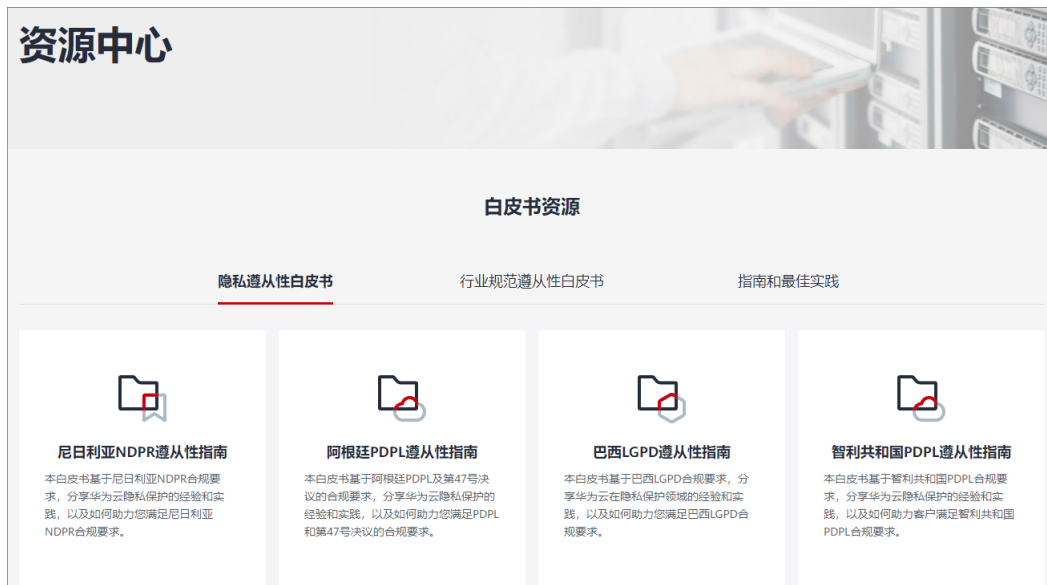 资源中心
白皮书资源
隐私遵从性白皮书
行业规范遵从性白皮书
指南和最佳实践
尼日利亚NDPR遵从性指南
本白皮书基于尼日利亚NDPR合规要
求，分享华为云隐私保护的经验和实
践，以及如何助力您满足尼日利亚
NDPR合规要求。
阿根廷PDPL遵从性指南
本白皮书基于阿根廷PDPL及第47号决
议的合规要求，分享华为云隐私保护的
经验和实践，以及如何助力您满足PDPL
和第47号决议的合规要求。
巴西LGPD遵从性指南
本白皮书基于巴西LGPD合规要求，分
享华为云在隐私保护领域的经验和实
践，以及如何助力您满足巴西LGPD合
规要求。
智利共和国PDPL遵从性指南
本白皮书基于智利共和国PDPL合规要
求，分享华为云隐私保护的经验和实
践，以及如何助力客户满足智利共和国
PDPL合规要求。